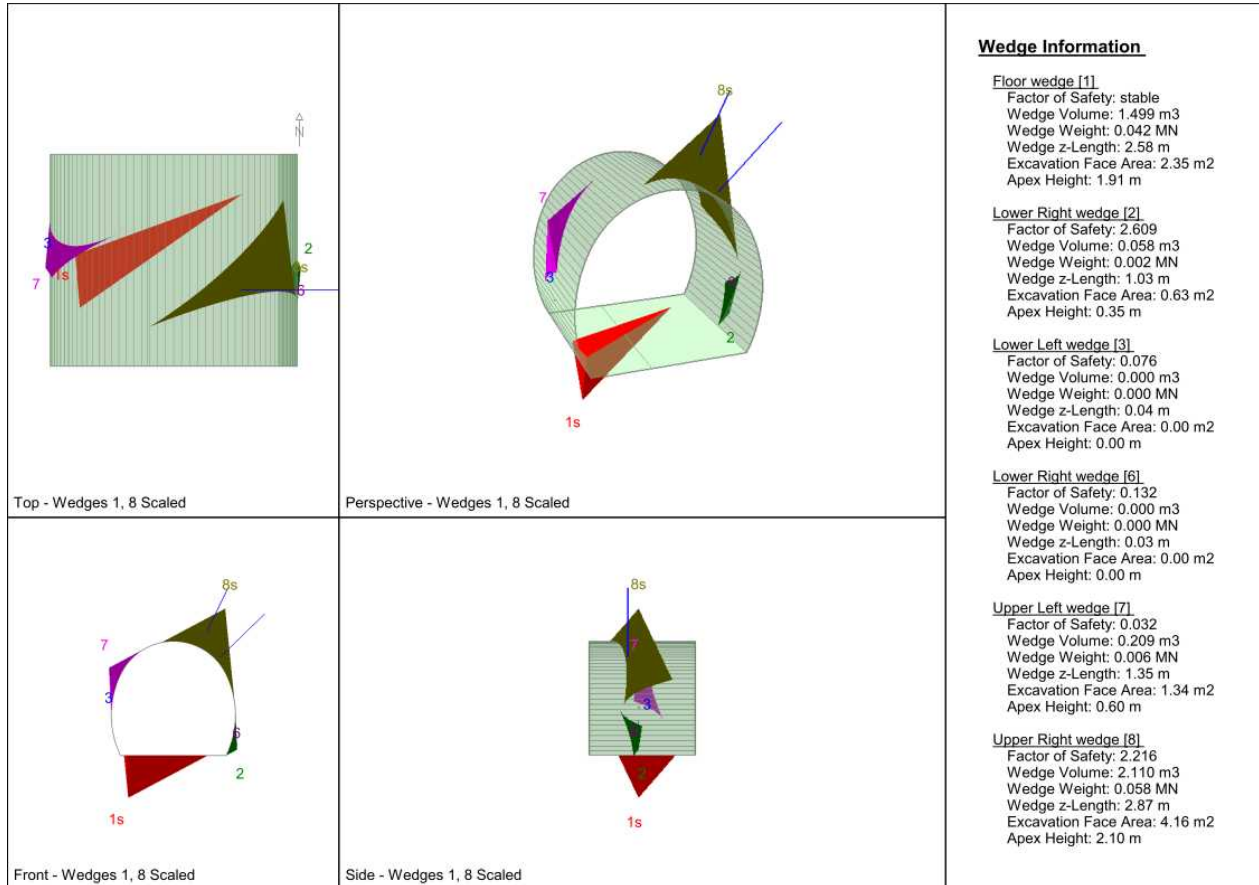 N
3
7
1s
2
8s
6
Top - Wedges 1, 8 Scaled
8s
7
3
6
2
1s
Perspective - Wedges 1, 8 Scaled
8s
7
3
6
2
1s
Front - Wedges 1, 8 Scaled
8s
7
3
2
1s
Side - Wedges 1, 8 Scaled
Wedge Information
Floor wedge [1]
Factor of Safety: stable
Wedge Volume: 1.499 m3
Wedge Weight: 0.042 MN
Wedge z-Length: 2.58 m
Excavation Face Area: 2.35 m2
Apex Height: 1.91 m
Lower Right wedge [2]
Factor of Safety: 2.609
Wedge Volume: 0.058 m3
Wedge Weight: 0.002 MN
Wedge z-Length: 1.03 m
Excavation Face Area: 0.63 m2
Apex Height: 0.35 m
Lower Left wedge [3]
Factor of Safety: 0.076
Wedge Volume: 0.000 m3
Wedge Weight: 0.000 MN
Wedge z-Length: 0.04 m
Excavation Face Area: 0.00 m2
Apex Height: 0.00 m
Lower Right wedge [6]
Factor of Safety: 0.132
Wedge Volume: 0.000 m3
Wedge Weight: 0.000 MN
Wedge z-Length: 0.03 m
Excavation Face Area: 0.00 m2
Apex Height: 0.00 m
Upper Left wedge [7]
Factor of Safety: 0.032
Wedge Volume: 0.209 m3
Wedge Weight: 0.006 MN
Wedge z-Length: 1.35 m
Excavation Face Area: 1.34 m2
Apex Height: 0.60 m
Upper Right wedge [8]
Factor of Safety: 2.216
Wedge Volume: 2.110 m3
Wedge Weight: 0.058 MN
Wedge z-Length: 2.87 m
Excavation Face Area: 4.16 m2
Apex Height: 2.10 m